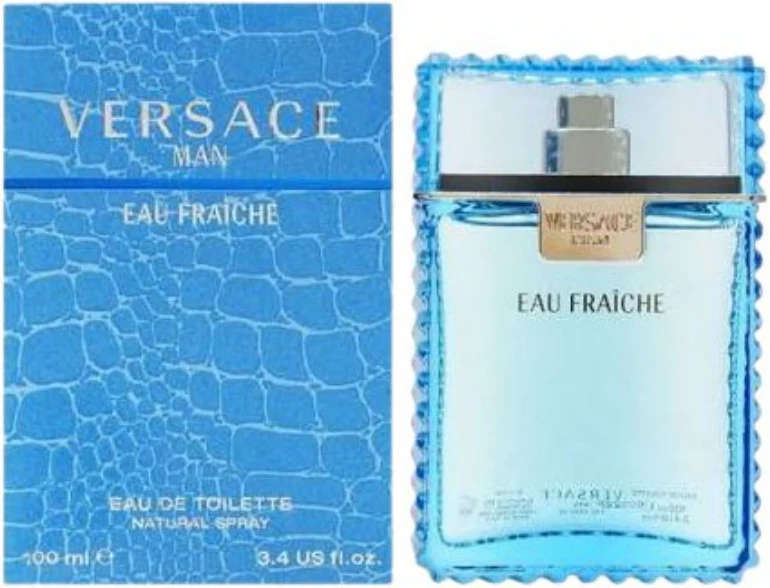 VERSACE
MAN
EAU FRAÎCHE
EAU DE TOILETTE
NATURAL SPRAY
100 ml e
3.4 US fl.oz.
VERSACE
EAU FRAÎCHE
VERSACE